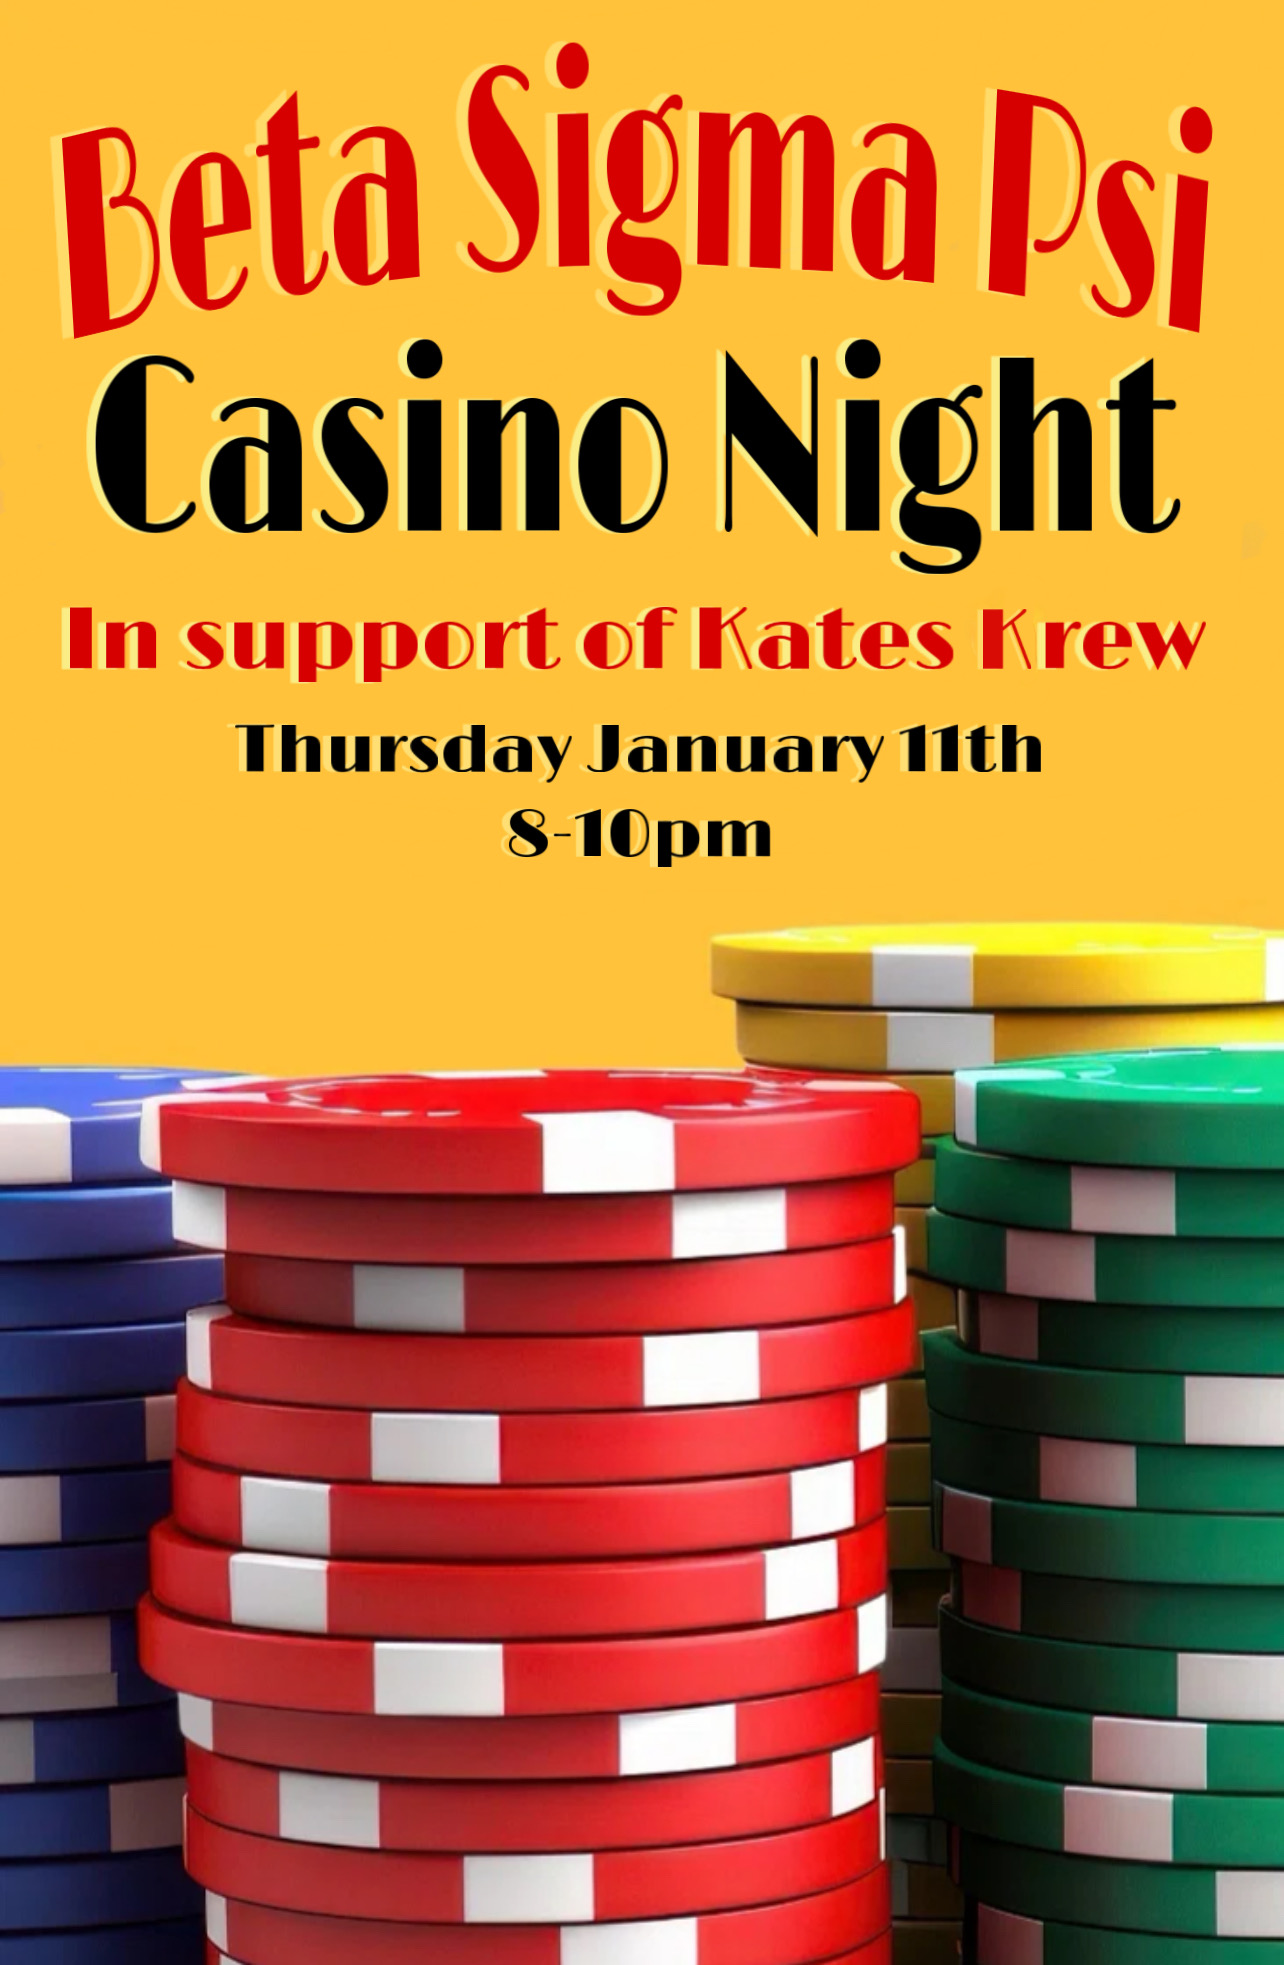 Beta Sigma Psi
Casino Night
In support of Kates Krew
Thursday January 11th
8-10pm